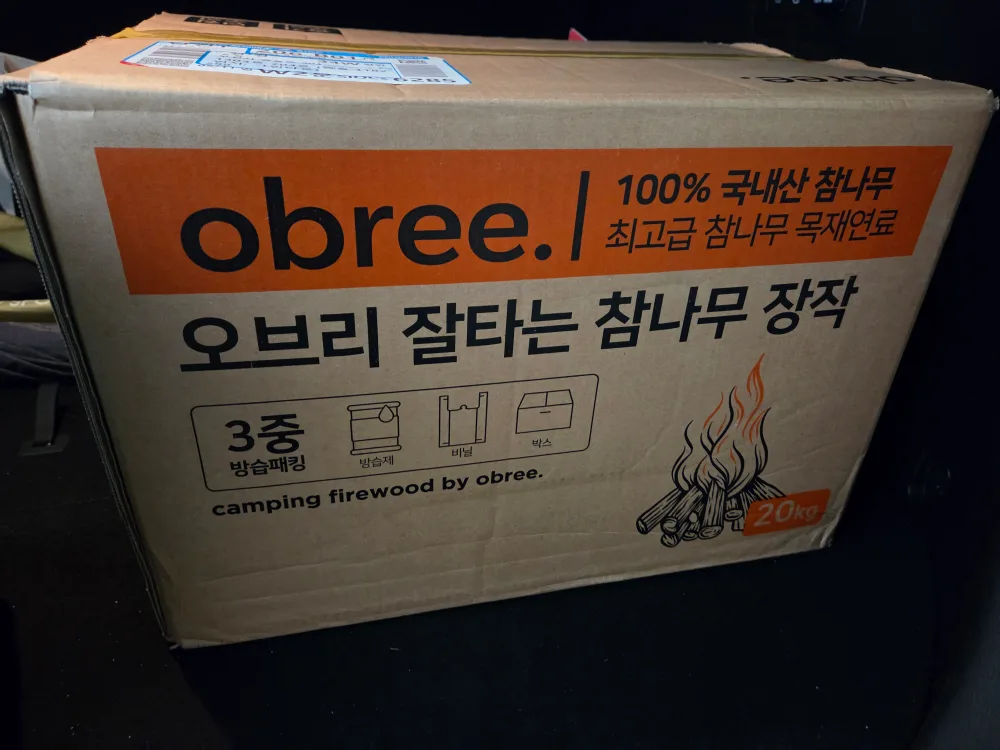 obree.
obree.
100% 국내산 참나무
최고급 참나무 목재연료
오브리 잘타는 참나무 장작
3중
방습패킹
방습제
비닐
박스
camping firewood by obree.
20kg